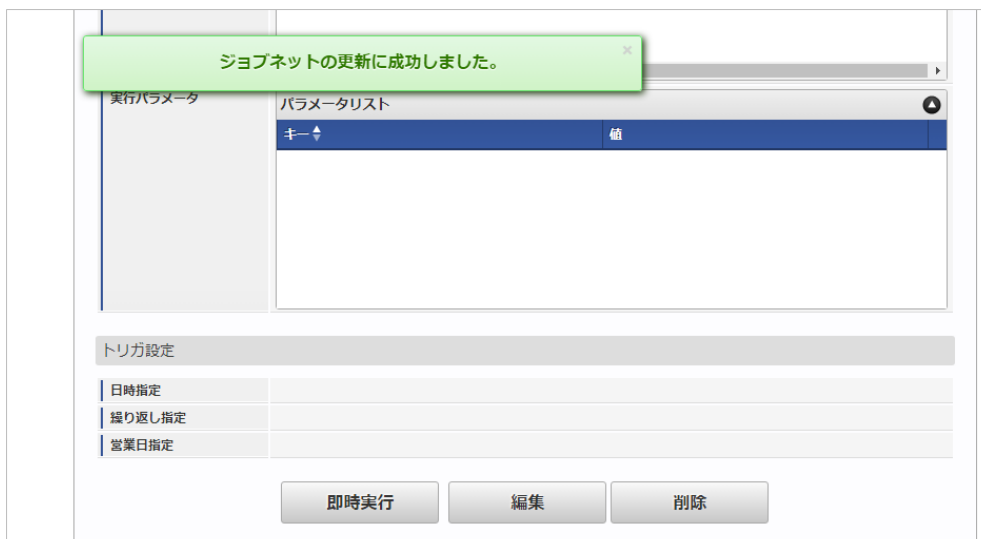 ジョブネットの更新に成功しました。
×
実行パラメータ
パラメータリスト
キー 値
トリガ設定
日時指定
繰り返し指定
営業日指定
即時実行 編集 削除